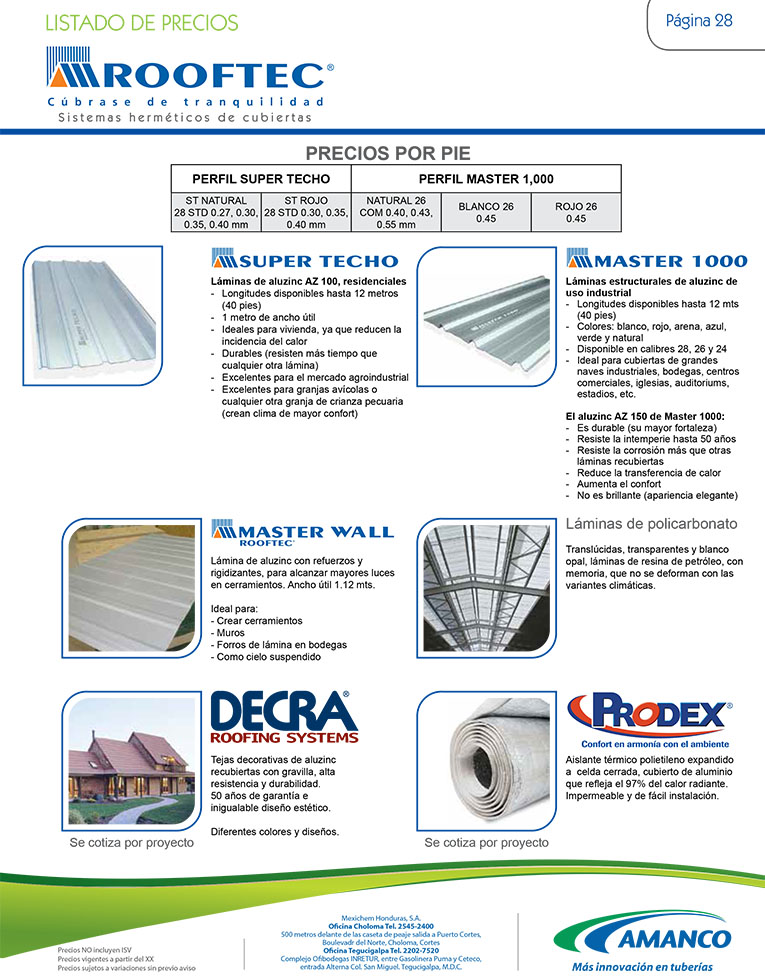 LISTADO DE PRECIOS
Página 28
ROOFTEC®
Cúbrase de tranquilidad
Sistemas herméticos de cubiertas
PRECIOS POR PIE
PERFIL SUPER TECHO
PERFIL MASTER 1,000
ST NATURAL
28 STD 0.27, 0.30,
0.35, 0.40 mm
ST ROJO
28 STD 0.30, 0.35,
0.40 mm
NATURAL 26
COM 0.40, 0.43,
0.55 mm
BLANCO 26
0.45
ROJO 26
0.45
SUPER TECHO
Láminas de aluzinc AZ 100, residenciales
- Longitudes disponibles hasta 12 metros
(40 pies)
- 1 metro de ancho útil
- Ideales para vivienda, ya que reducen la
incidencia del calor
- Durables (resisten más tiempo que
cualquier otra lámina)
- Excelentes para el mercado agroindustrial
- Excelentes para granjas avícolas o
cualquier otra granja de crianza pecuaria
(crean clima de mayor confort)
MASTER 1000
MASTER 1000
Láminas estructurales de aluzinc de
uso industrial
- Longitudes disponibles hasta 12 mts
(40 pies)
- Colores: blanco, rojo, arena, azul,
verde y natural
- Disponible en calibres 28, 26 y 24
- Ideal para cubiertas de grandes
naves industriales, bodegas, centros
comerciales, iglesias, auditoriums,
estadios, etc.
El aluzinc AZ 150 de Master 1000:
- Es durable (su mayor fortaleza)
- Resiste la intemperie hasta 50 años
- Resiste la corrosión más que otras
láminas recubiertas
- Reduce la transferencia de calor
- Aumenta el confort
- No es brillante (apariencia elegante)
MASTER WALL
ROOFTEC®
Lámina de aluzinc con refuerzos y
rigidizantes, para alcanzar mayores luces
en cerramientos. Ancho útil 1.12 mts.
Ideal para:
- Crear cerramientos
- Muros
- Forros de lámina en bodegas
- Como cielo suspendido
Láminas de policarbonato
Translúcidas, transparentes y blanco
opal, láminas de resina de petróleo, con
memoria, que no se deforman con las
variantes climáticas.
DECRA®
ROOFING SYSTEMS
Tejas decorativas de aluzinc
recubiertas con gravilla, alta
resistencia y durabilidad.
50 años de garantía e
inigualable diseño estético.
Diferentes colores y diseños.
Se cotiza por proyecto
PRODEX®
Confort en armonía con el ambiente
Aislante térmico polietileno expandido
a celda cerrada, cubierto de aluminio
que refleja el 97% del calor radiante.
Impermeable y de fácil instalación.
Se cotiza por proyecto
Precios NO incluyen ISV
Precios vigentes a partir del XX
Precios sujetos a variaciones sin previo aviso
Mexichem Honduras, S.A.
Oficina Choloma Tel. 2545-2400
500 metros delante de las caseta de peaje salida a Puerto Cortes,
Boulevadr del Norte, Choloma, Cortes
Oficina Tegucigalpa Tel. 2202-7520
Complejo Ofibodegas INRETUR, entre Gasolinera Puma y Ceteco,
entrada Alterna Col. San Miguel, Tegucigalpa, M.D.C.
AMANCO
Más innovación en tuberías